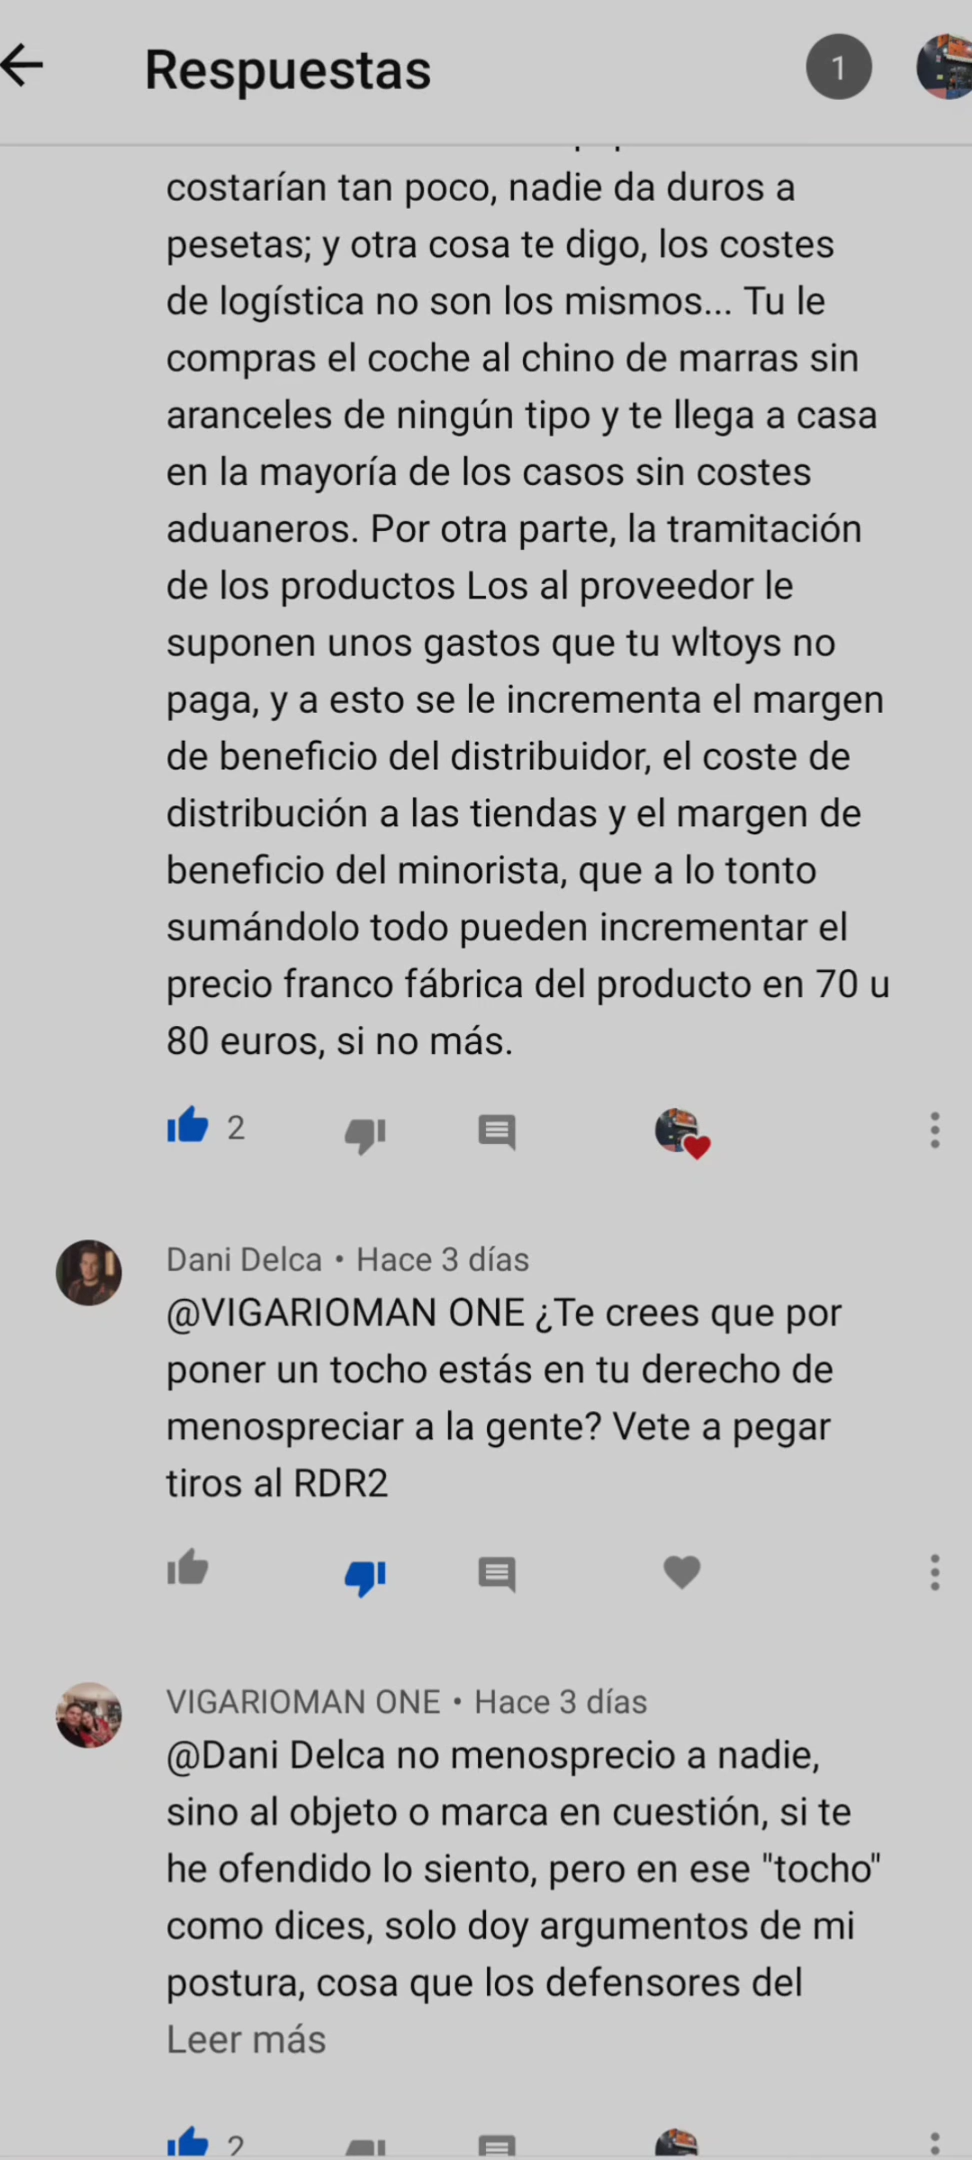 Respuestas
1
costarían tan poco, nadie da duros a
pesetas; y otra cosa te digo, los costes
de logística no son los mismos... Tu le
compras el coche al chino de marras sin
aranceles de ningún tipo y te llega a casa
en la mayoría de los casos sin costes
aduaneros. Por otra parte, la tramitación
de los productos Los al proveedor le
suponen unos gastos que tu wltoys no
paga, y a esto se le incrementa el margen
de beneficio del distribuidor, el coste de
distribución a las tiendas y el margen de
beneficio del minorista, que a lo tonto
sumándolo todo pueden incrementar el
precio franco fábrica del producto en 70 u
80 euros, si no más.
2
Dani Delca • Hace 3 días
@VIGARIOMAN ONE ¿Te crees que por
poner un tocho estás en tu derecho de
menospreciar a la gente? Vete a pegar
tiros al RDR2
VIGARIOMAN ONE • Hace 3 días
@Dani Delca no menosprecio a nadie,
sino al objeto o marca en cuestión, si te
he ofendido lo siento, pero en ese "tocho"
como dices, solo doy argumentos de mi
postura, cosa que los defensores del
Leer más
2